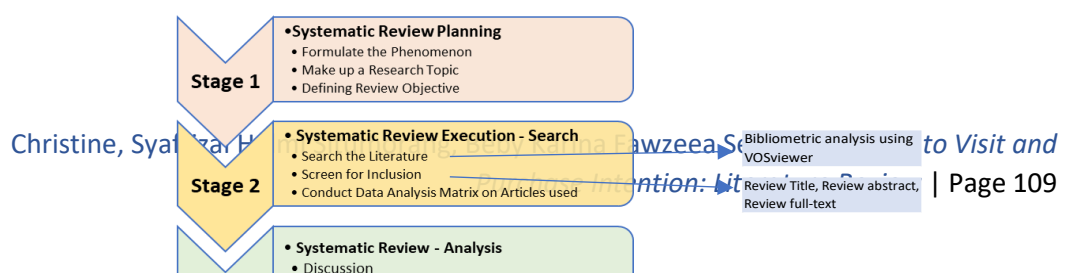 •Systematic Review Planning
• Formulate the Phenomenon
Stage 1
• Make up a Research Topic
• Defining Review Objective
• Systematic Review Execution - Search
• Search the Literature
Stage 2
• Screen for Inclusion
• Conduct Data Analysis Matrix on Articles used
Bibliometric analysis using
VOSviewer
Review Title, Review abstract,
Review full-text
Christine, Beby Karina Fawzeea to Visit and
Purchase Intention: | Page 109
• Systematic Review - Analysis
• Discussion